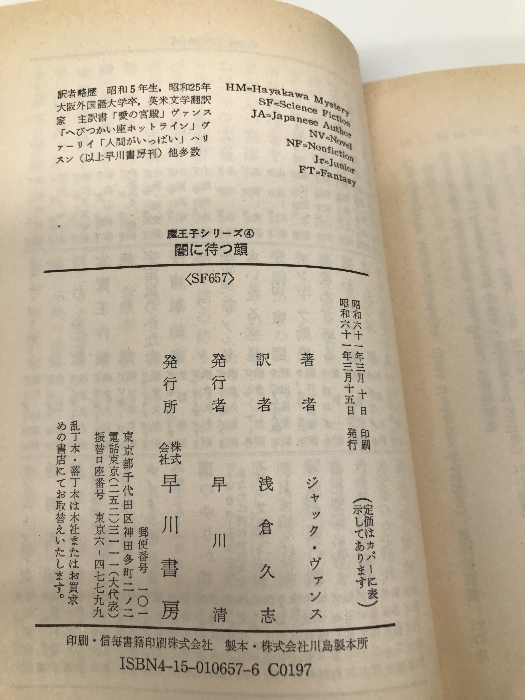 訳者略歴 昭和5年生,昭和25年
大阪外国語大学卒,英米文学翻訳
家 主訳書「愛の宮殿」ヴァンス
「へびつかい座ホットライン」ヴ
ァーリイ「人間がいっぱい」ハリ
スン(以上早川書房刊)他多数
HM=Hayakawa Mystery
SF=Science Fiction
JA=Japanese Author
NV=Novel
NF=Nonfiction
Jr=Junior
FT=Fantasy
魔王子シリーズ④
闇に待つ顔
〈SF657〉
昭和六十一年三月 十 日 印刷
昭和六十一年三月十五日 発行
(定価はカバーに表
示してあります)
著者 ジャック・ヴァンス
訳者 浅倉久志
発行者 早川清
発行所 株式会社 早川書房
郵便番号 一〇一
東京都千代田区神田多町二ノ二
電話東京(二五二)三一一一(大代表)
振替口座番号 東京六-四七七九九
乱丁本・落丁本は本社またはお買求
めの書店にてお取替えいたします。
印刷・信毎書籍印刷株式会社 製本・株式会社川島製本所
ISBN4-15-010657-6 C0197